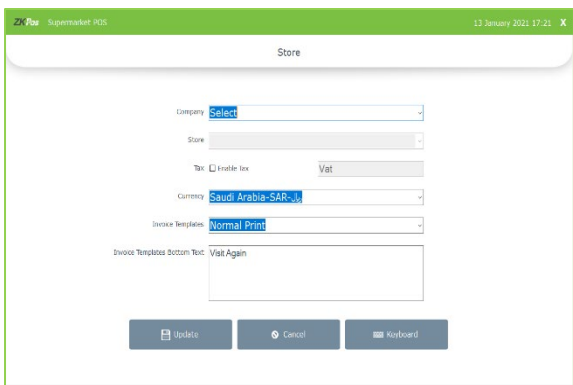 ZKPos Supermarket POS 13 January 2021 17:21 X
Store
Company Select
Store
Tax Enable Tax Vat
Currency Saudi Arabia-SAR-﷼
Invoice Templates Normal Print
Invoice Templates Bottom Text Visit Again
Update Cancel Keyboard